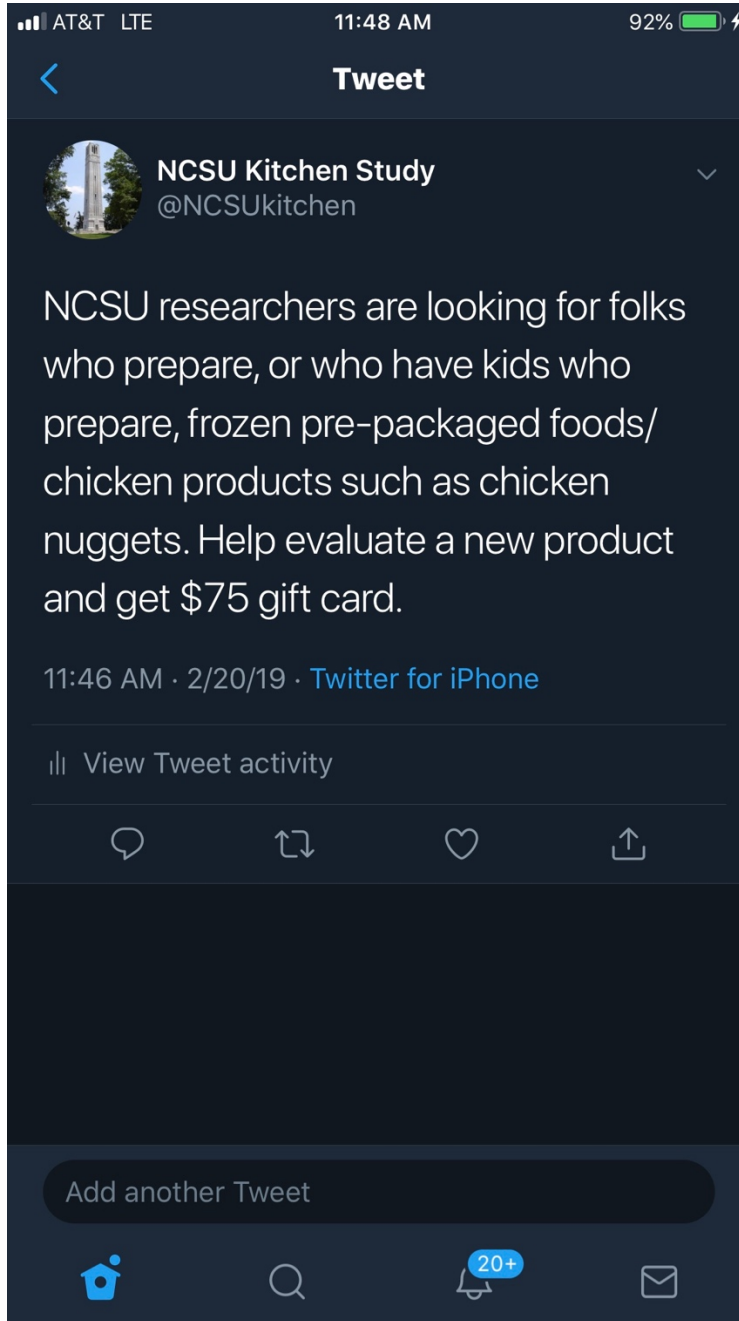 AT&T LTE 11:48 AM 92%
Tweet
NCSU Kitchen Study
@NCSUkitchen
NCSU researchers are looking for folks
who prepare, or who have kids who
prepare, frozen pre-packaged foods/
chicken products such as chicken
nuggets. Help evaluate a new product
and get $75 gift card.
11:46 AM · 2/20/19 · Twitter for iPhone
View Tweet activity
Add another Tweet
20+